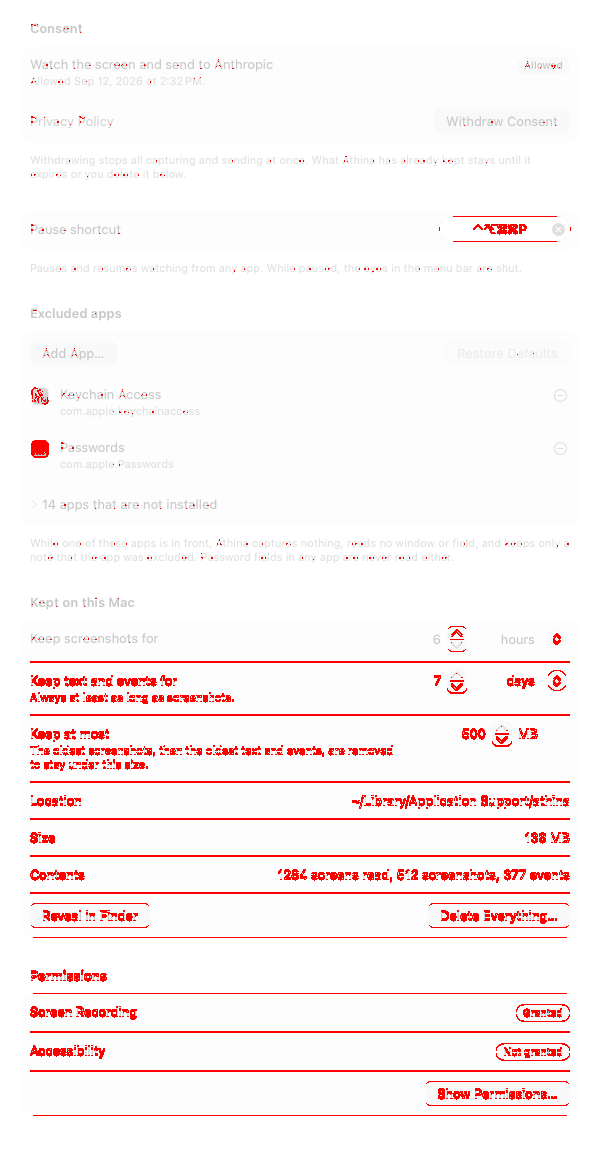 Consent
Watch the screen and send to Anthropic
Allowed
Allowed Sep 12, 2026 at 2:32 PM.
Privacy Policy
Withdraw Consent
Withdrawing stops all capturing and sending at once. What Athina has already kept stays until it
expires or you delete it below.
Pause shortcut
Pauses and resumes watching from any app. While paused, the eyes in the menu bar are shut.
Excluded apps
Add App...
Restore Defaults
Keychain Access
com.apple.keychainaccess
Passwords
com.apple.Passwords
14 apps that are not installed
While one of these apps is in front, Athina captures nothing, reads no window or field, and keeps only a
note that the app was excluded. Password fields in any app are never read either.
Kept on this Mac
Keep screenshots for
6
hours
Keep text and events for
7
days
Always at least as long as screenshots.
Keep at most
500
MB
The oldest screenshots, then the oldest text and events, are removed
to stay under this size.
Location
~/Library/Application Support/athina
Size
138 MB
Contents
1284 screens read, 512 screenshots, 377 events
Reveal in Finder
Delete Everything...
Permissions
Screen Recording
Granted
Accessibility
Not granted
Show Permissions...